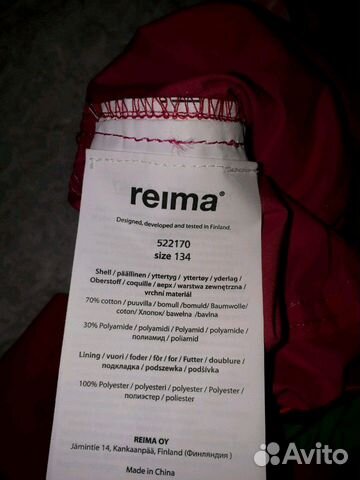 reima®
Designed, developed and tested in Finland.
522170
size 134
Shell / päällinen / yttertyg / yttertøy / yderlag /
Oberstoff / coquille / верх / warstwa zewnętrzna /
vrchní materiál
70% cotton / puuvilla / bomull /bomuld/ Baumwolle/
coton/ Хлопок/ bawełna /bavlna
30% Polyamide / polyamidi / Polyamid / polyamide /
полиамид / poliamid
Lining / vuori / foder / fôr / for / Futter / doublure /
подкладка / podszewka / podšívka
100% Polyester / polyesteri / polyester / Polyester /
полиэстер / poliester
REIMA OY
Jämintie 14, Kankaanpää, Finland (Финляндия )
Made in China
Avito